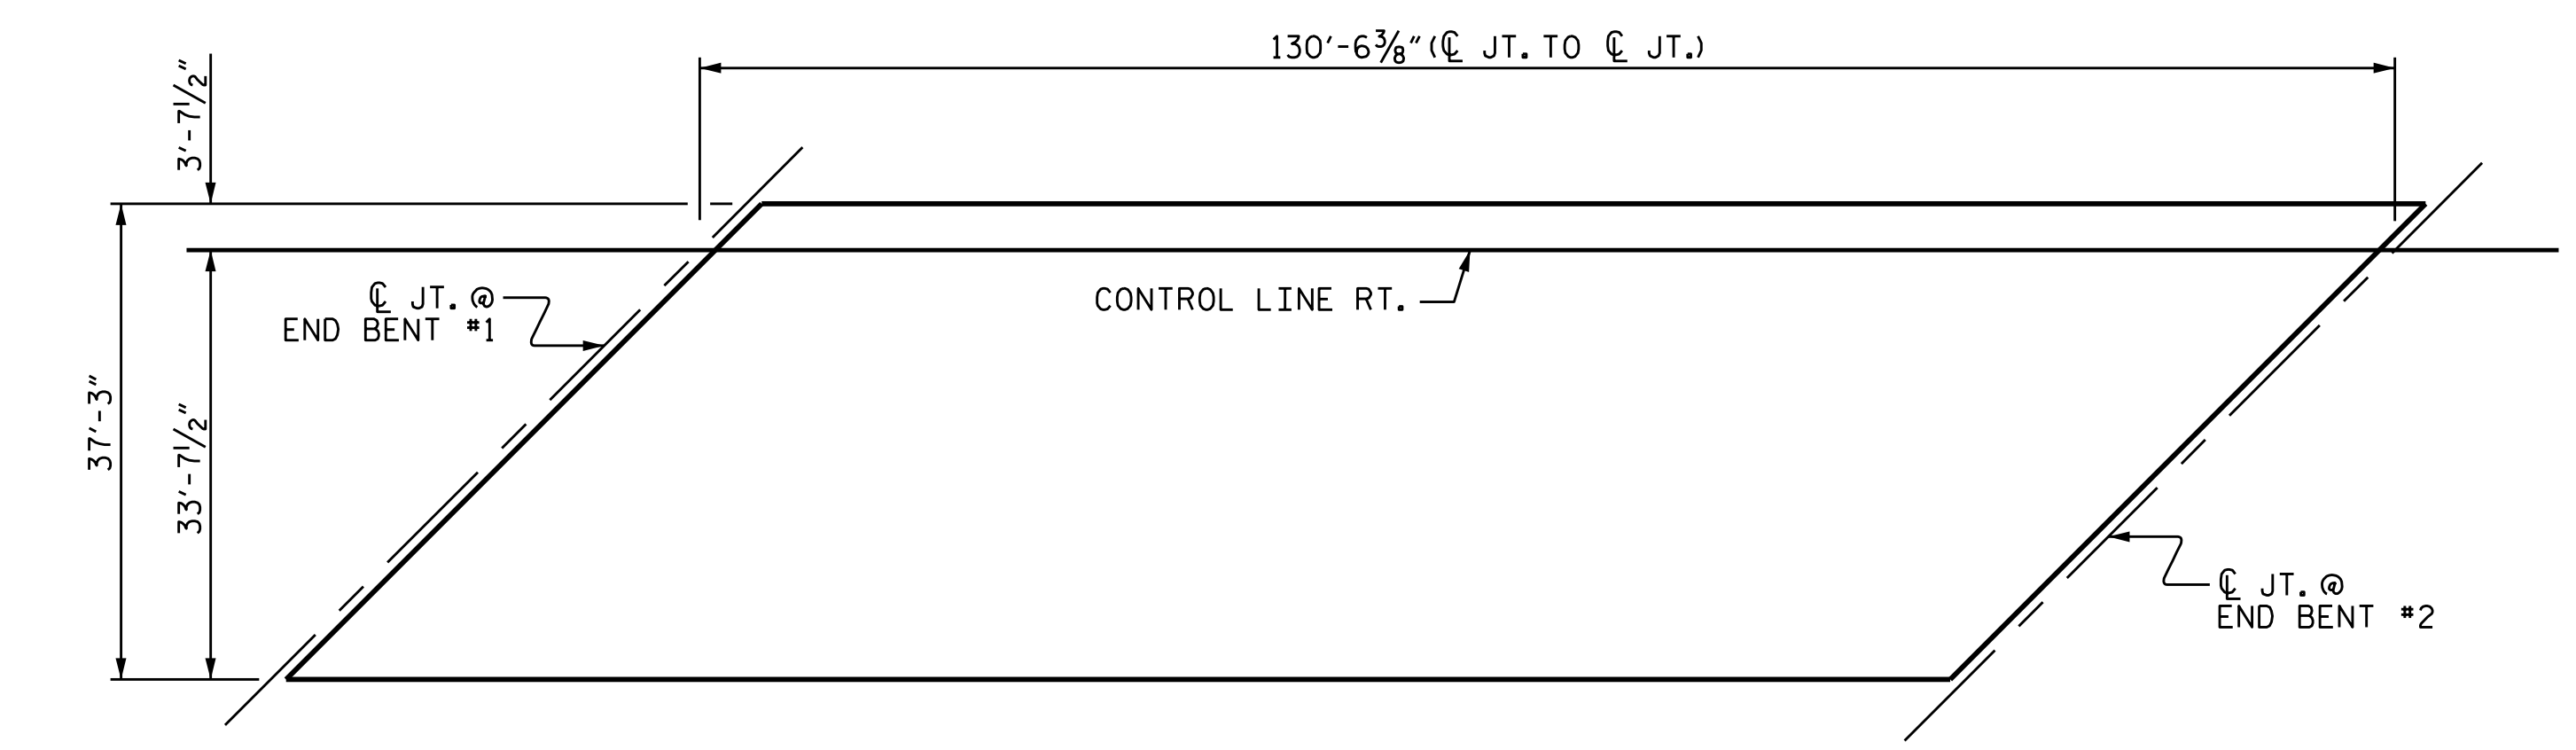 130'-6⅜" (℄ JT. TO ℄ JT.)
3'-7½"
℄ JT. @
END BENT #1
CONTROL LINE RT.
37'-3"
33'-7½"
℄ JT. @
END BENT #2